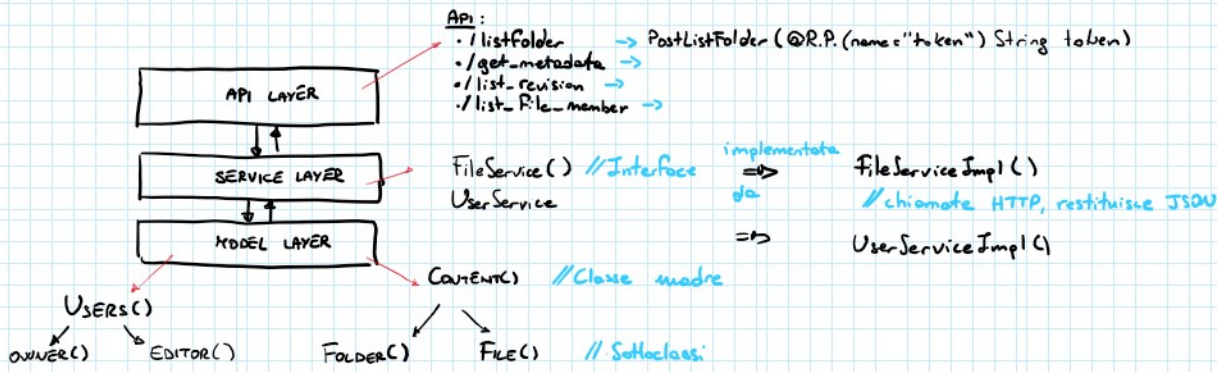 API:
· /listfolder -> PostListFolder (@R.P.(name="token") String token)
· /get_metadata ->
· /list_revision ->
· /list_file_member ->
API LAYER
SERVICE LAYER
MODEL LAYER
FileService() //Interface implementata da => FileServiceImpl()
//chiamate HTTP, restituisce JSON
UserService => UserServiceImpl()
CONTENT() //Classe madre
USERS()
OWNER() EDITOR() FOLDER() FILE() //Sottoclassi